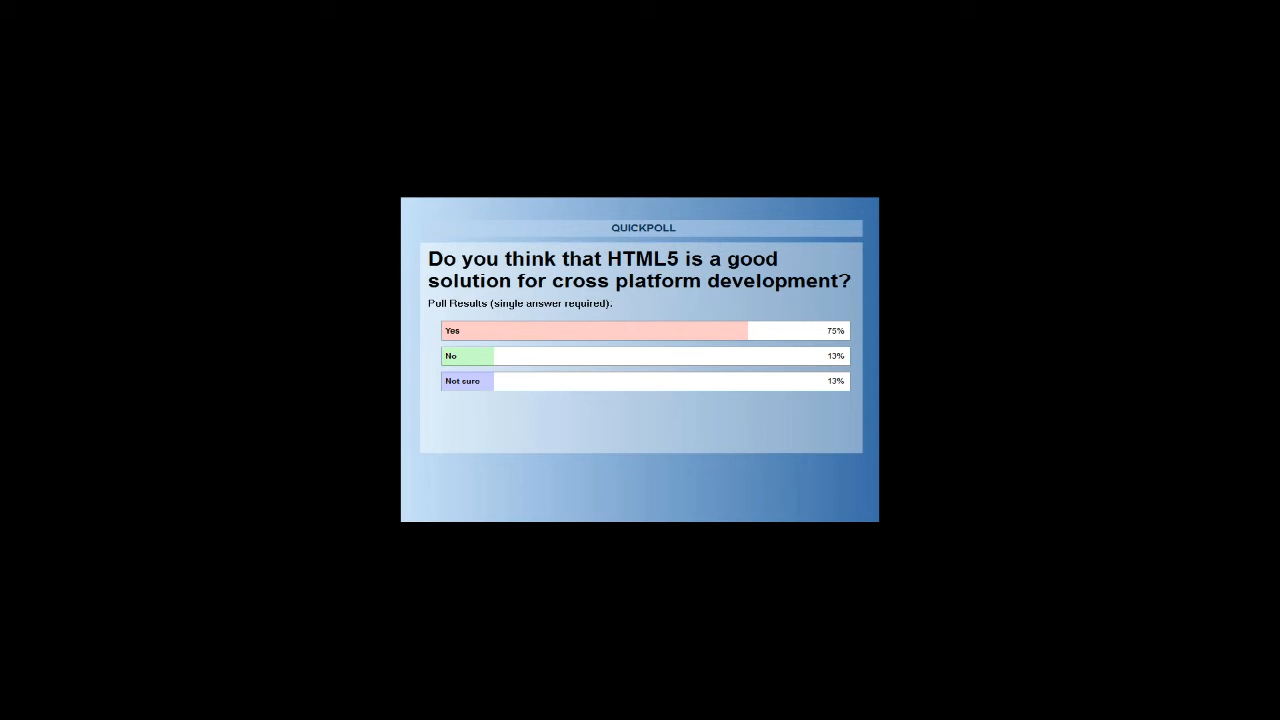 QUICKPOLL
Do you think that HTML5 is a good
solution for cross platform development?
Poll Results (single answer required):
Yes 75%
No 13%
Not sure 13%